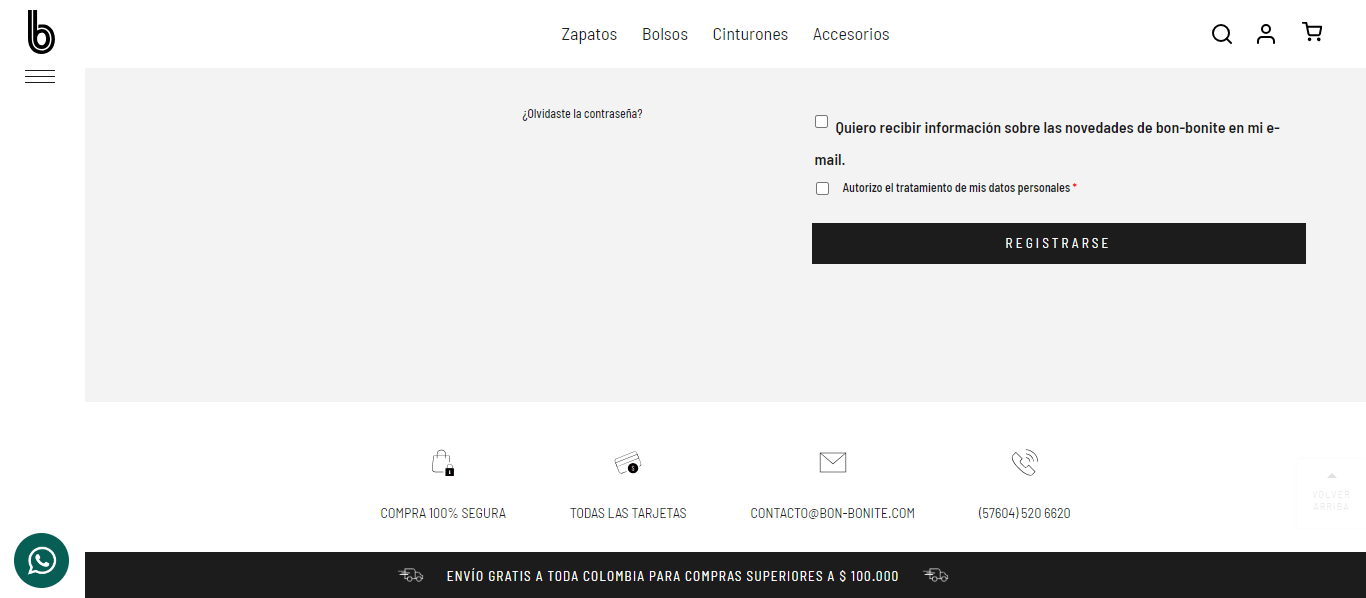 b
Zapatos Bolsos Cinturones Accesorios
¿Olvidaste la contraseña?
Quiero recibir información sobre las novedades de bon-bonite en mi e-
mail.
Autorizo el tratamiento de mis datos personales *
REGISTRARSE
COMPRA 100% SEGURA
TODAS LAS TARJETAS
CONTACTO@BON-BONITE.COM
(57604) 520 6620
VOLVER
ARRIBA
ENVÍO GRATIS A TODA COLOMBIA PARA COMPRAS SUPERIORES A $ 100.000